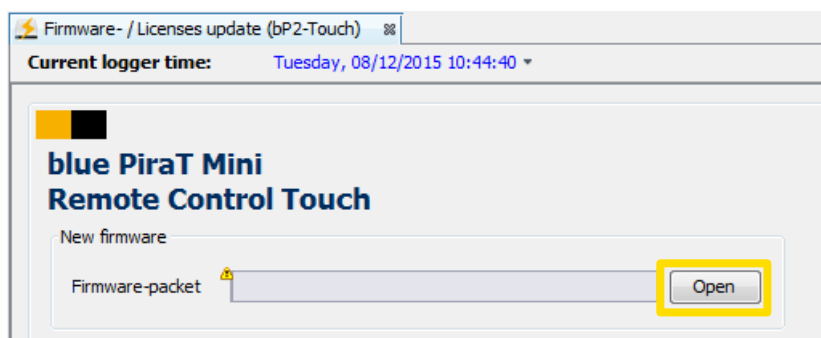 Firmware- / Licenses update (bP2-Touch)
Current logger time: Tuesday, 08/12/2015 10:44:40
blue PiraT Mini
Remote Control Touch
New firmware
Firmware-packet Open